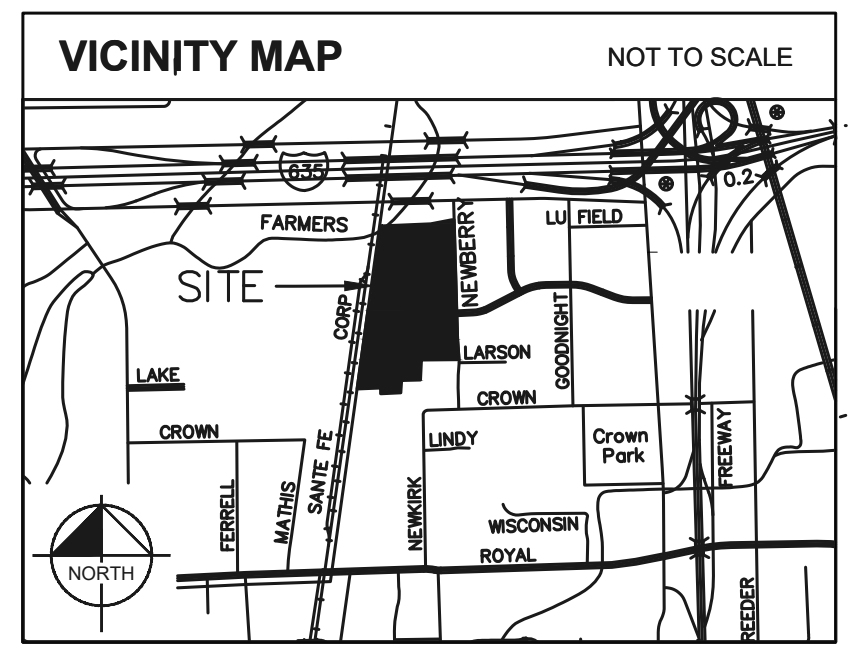 VICINITY MAP
NOT TO SCALE
635
0.2
FARMERS
NEWBERRY
LU FIELD
SITE
CORP
GOODNIGHT
LARSON
LAKE
CROWN
CROWN
LINDY
Crown
Park
FREEWAY
SANTE FE
FERRELL
MATHIS
NEWKIRK
WISCONSIN
ROYAL
NORTH
REEDER